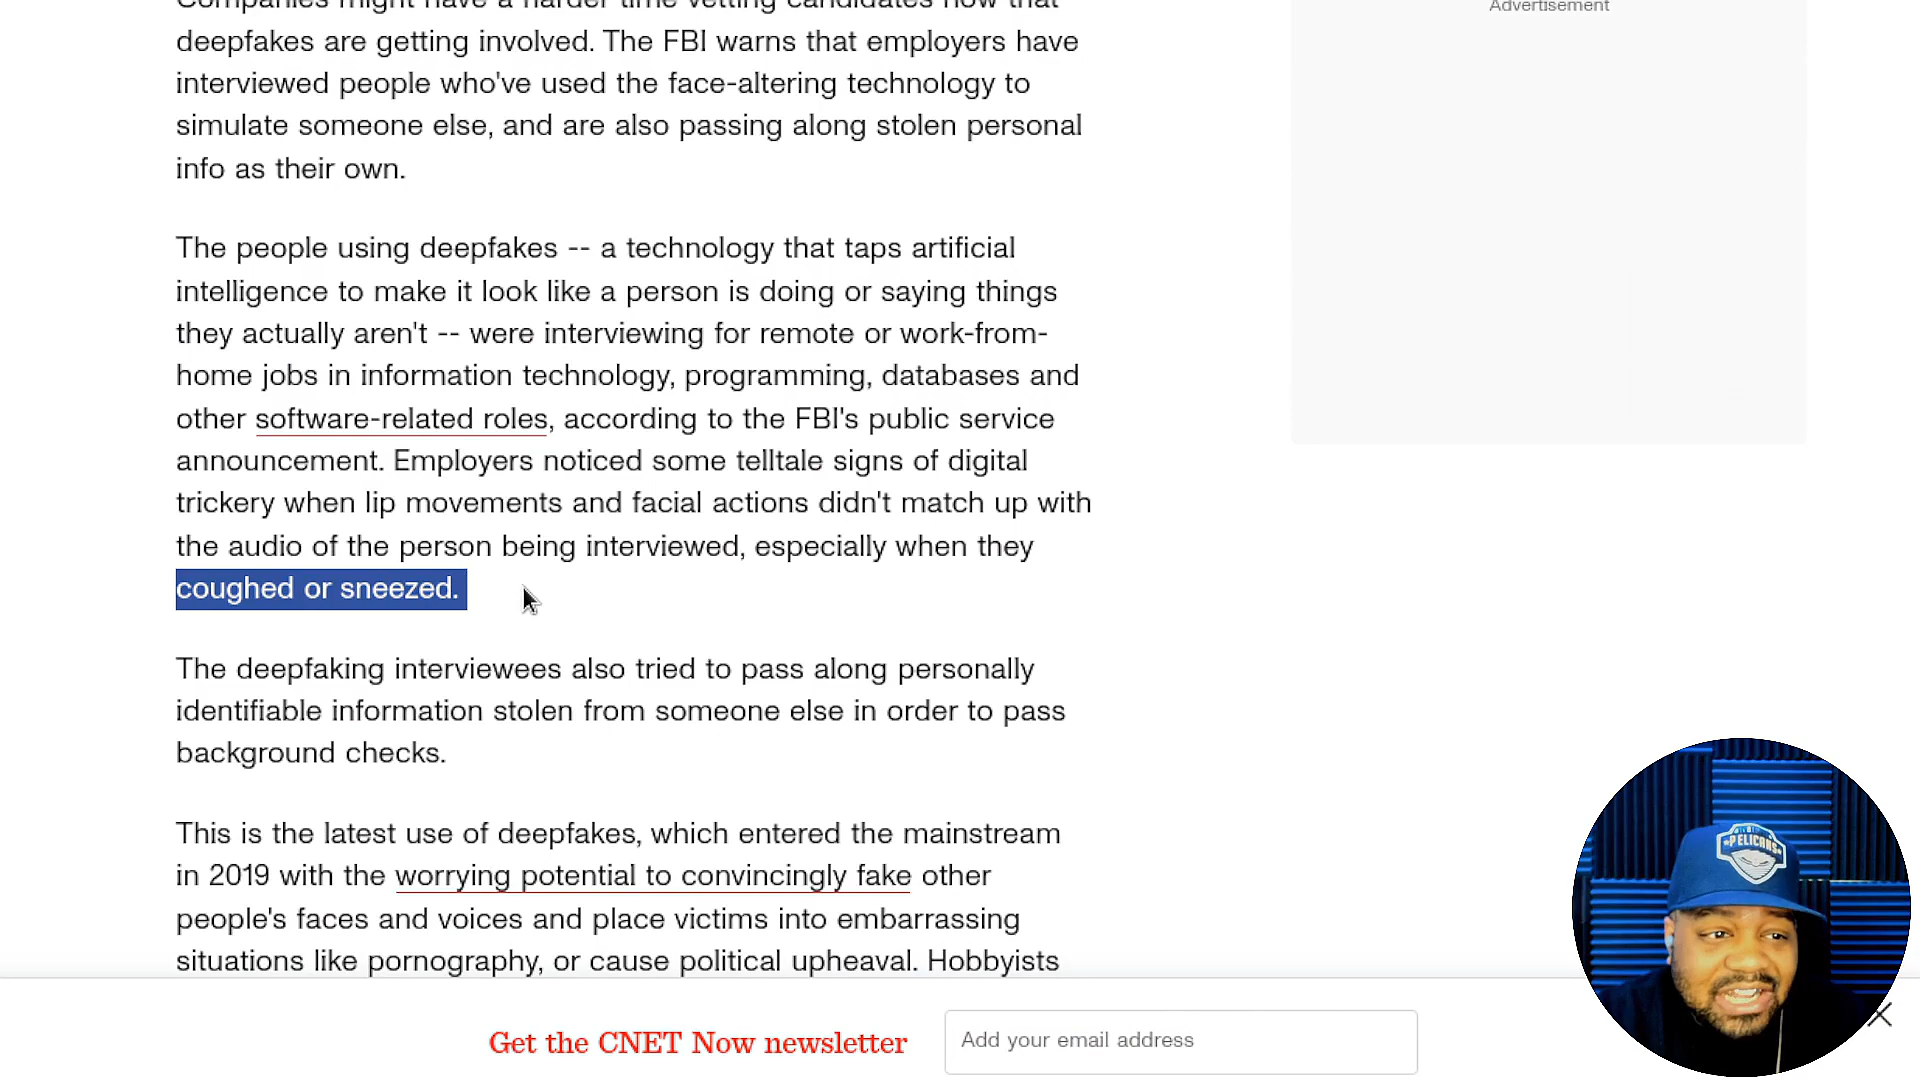 Companies might have a harder time vetting candidates now that
Advertisement
deepfakes are getting involved. The FBI warns that employers have
interviewed people who've used the face-altering technology to
simulate someone else, and are also passing along stolen personal
info as their own.
The people using deepfakes -- a technology that taps artificial
intelligence to make it look like a person is doing or saying things
they actually aren't -- were interviewing for remote or work-from-
home jobs in information technology, programming, databases and
other software-related roles, according to the FBI's public service
announcement. Employers noticed some telltale signs of digital
trickery when lip movements and facial actions didn't match up with
the audio of the person being interviewed, especially when they
coughed or sneezed.
The deepfaking interviewees also tried to pass along personally
identifiable information stolen from someone else in order to pass
background checks.
This is the latest use of deepfakes, which entered the mainstream
in 2019 with the worrying potential to convincingly fake other
people's faces and voices and place victims into embarrassing
situations like pornography, or cause political upheaval. Hobbyists
PELICANS
Get the CNET Now newsletter
Add your email address